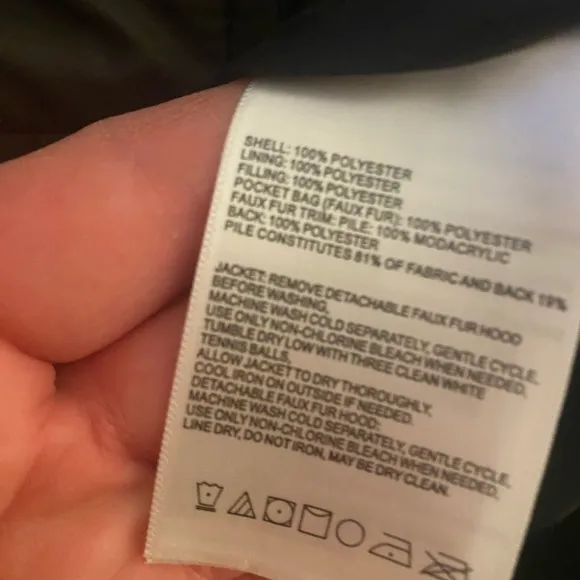 SHELL: 100% POLYESTER
LINING: 100% POLYESTER
FILLING: 100% POLYESTER
POCKET BAG (FAUX FUR): 100% POLYESTER
FAUX FUR TRIM: PILE: 100% MODACRYLIC
BACK: 100% POLYESTER
PILE CONSTITUTES 81% OF FABRIC AND BACK 19%
JACKET: REMOVE DETACHABLE FAUX FUR HOOD
BEFORE WASHING.
MACHINE WASH COLD SEPARATELY, GENTLE CYCLE.
USE ONLY NON-CHLORINE BLEACH WHEN NEEDED,
TUMBLE DRY LOW WITH THREE CLEAN WHITE
TENNIS BALLS.
ALLOW JACKET TO DRY THOROUGHLY.
COOL IRON ON OUTSIDE IF NEEDED.
DETACHABLE FAUX FUR HOOD:
MACHINE WASH COLD SEPARATELY, GENTLE CYCLE,
USE ONLY NON-CHLORINE BLEACH WHEN NEEDED,
LINE DRY, DO NOT IRON, MAY BE DRY CLEAN.